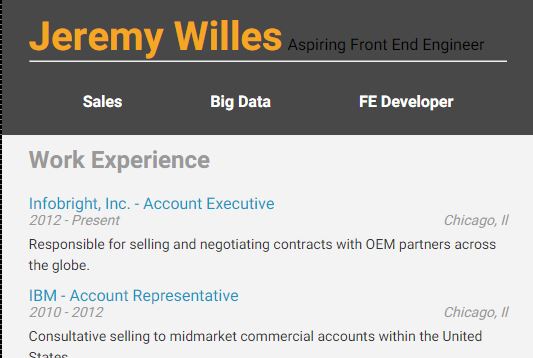 Jeremy Willes Aspiring Front End Engineer
Sales Big Data FE Developer
Work Experience
Infobright, Inc. - Account Executive
2012 - Present Chicago, Il
Responsible for selling and negotiating contracts with OEM partners across
the globe.
IBM - Account Representative
2010 - 2012 Chicago, Il
Consultative selling to midmarket commercial accounts within the United
States.